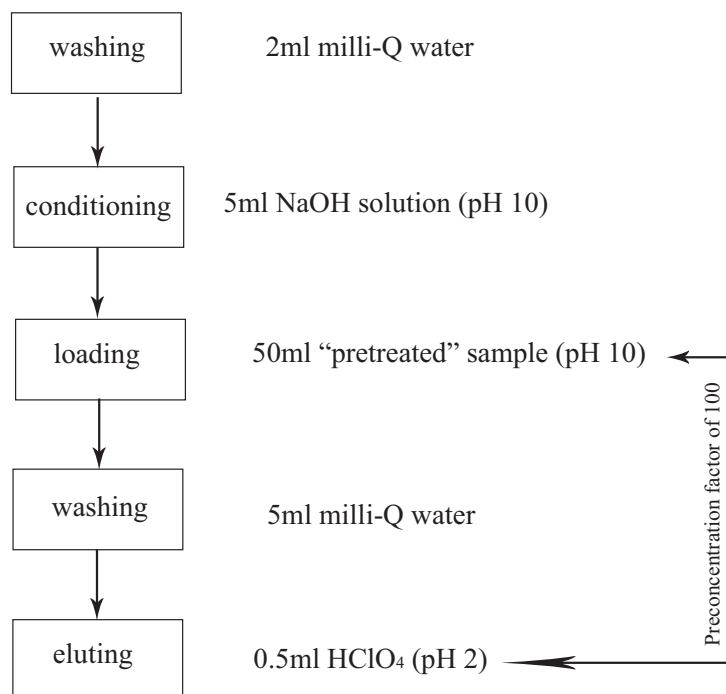 washing 2ml milli-Q water
conditioning 5ml NaOH solution (pH 10)
loading 50ml “pretreated” sample (pH 10)
washing 5ml milli-Q water
eluting 0.5ml HClO₄ (pH 2)
Preconcentration factor of 100